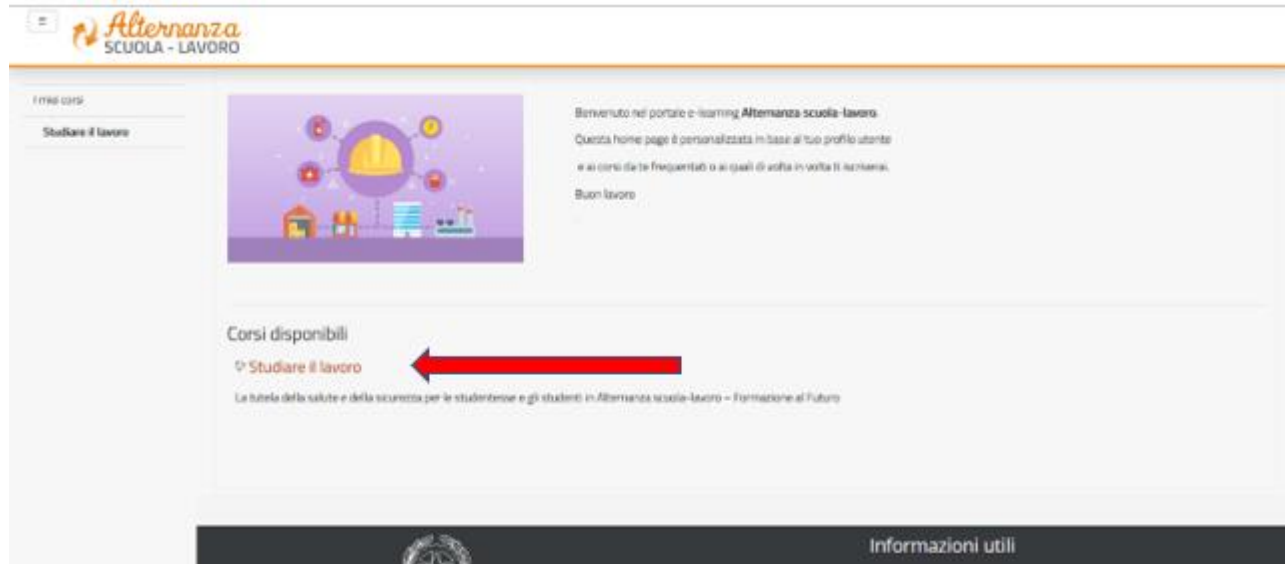 Alternanza
SCUOLA - LAVORO
I miei corsi
Studiare il lavoro
Benvenuto nel portale e-learning Alternanza scuola-lavoro.
Questa home page è personalizzata in base al tuo profilo utente
e ai corsi da te frequentati o ai quali di volta in volta ti iscriverai.
Buon lavoro
Corsi disponibili
Studiare il lavoro
La tutela della salute e della sicurezza per le studentesse e gli studenti in Alternanza scuola-lavoro – Formazione al Futuro
Informazioni utili